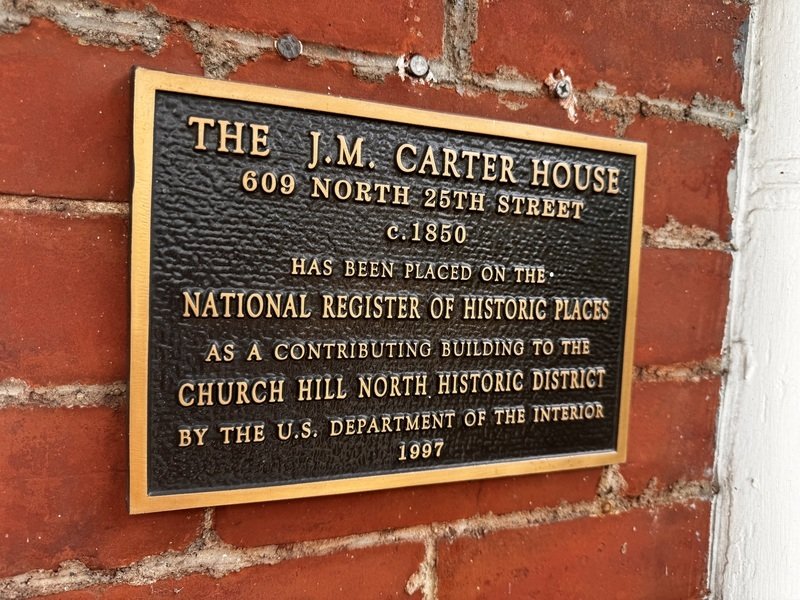 THE J.M. CARTER HOUSE
609 NORTH 25TH STREET
c.1850
HAS BEEN PLACED ON THE
NATIONAL REGISTER OF HISTORIC PLACES
AS A CONTRIBUTING BUILDING TO THE
CHURCH HILL NORTH HISTORIC DISTRICT
BY THE U.S. DEPARTMENT OF THE INTERIOR
1997